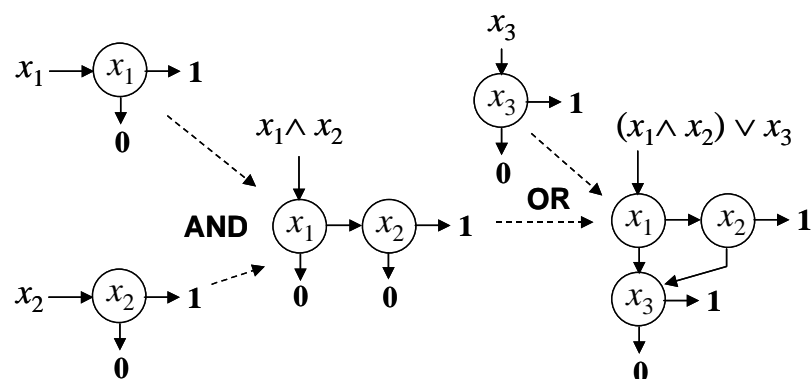 x₁ x₁ 1
0
x₂ x₂ 1
0
x₁∧ x₂
AND x₁ x₂ 1
0 0
x₃
x₃ 1
0
OR
(x₁∧ x₂) ∨ x₃
x₁ x₂ 1
x₃ 1
0